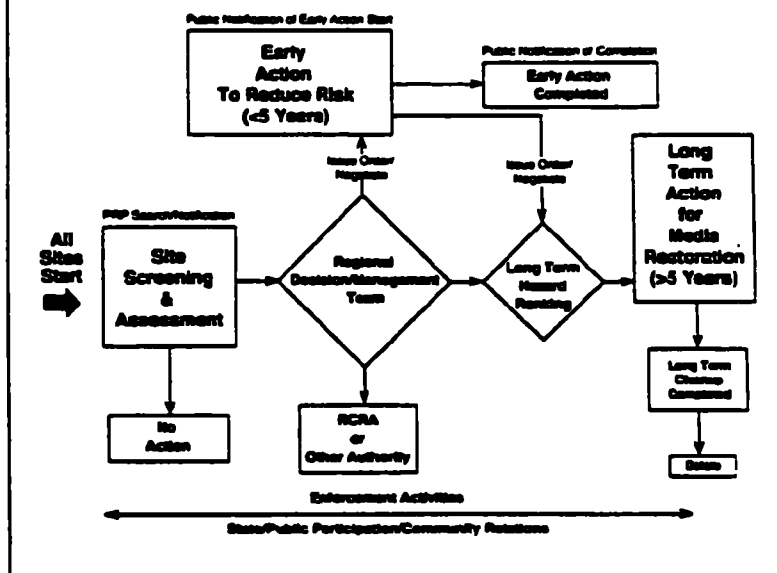 Public Notification of Early Action Start
Early
Action
To Reduce Risk
(<5 Years)
Public Notification of Completion
Early Action
Completed
Issue Order/
Negotiate
Issue Order/
Negotiate
Long
Term
Action
for
Media
Restoration
(>5 Years)
PRP Search/Notification
All
Sites
Start
Site
Screening
&
Assessment
Regional
Decision/Management
Team
Long Term
Hazard
Ranking
Long Term
Cleanup
Completed
No
Action
RCRA
or
Other Authority
Delete
Enforcement Activities
State/Public Participation/Community Relations